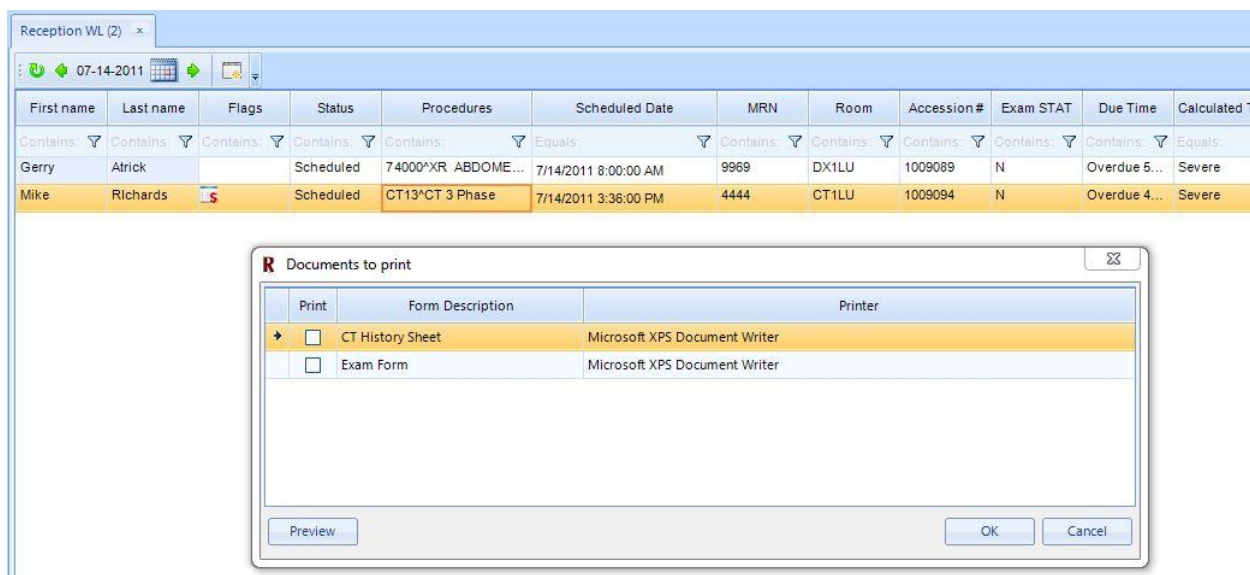 Reception WL (2) x
07-14-2011
First name Last name Flags Status Procedures Scheduled Date MRN Room Accession # Exam STAT Due Time Calculated
Contains: Contains: Contains: Contains: Contains: Equals: Contains: Contains: Contains: Contains: Contains: Equals:
Gerry Atrick Scheduled 74000^XR ABDOME... 7/14/2011 8:00:00 AM 9969 DX1LU 1009089 N Overdue 5... Severe
Mike RIchards S Scheduled CT13^CT 3 Phase 7/14/2011 3:36:00 PM 4444 CT1LU 1009094 N Overdue 4... Severe
R Documents to print
Print Form Description Printer
CT History Sheet Microsoft XPS Document Writer
Exam Form Microsoft XPS Document Writer
Preview OK Cancel